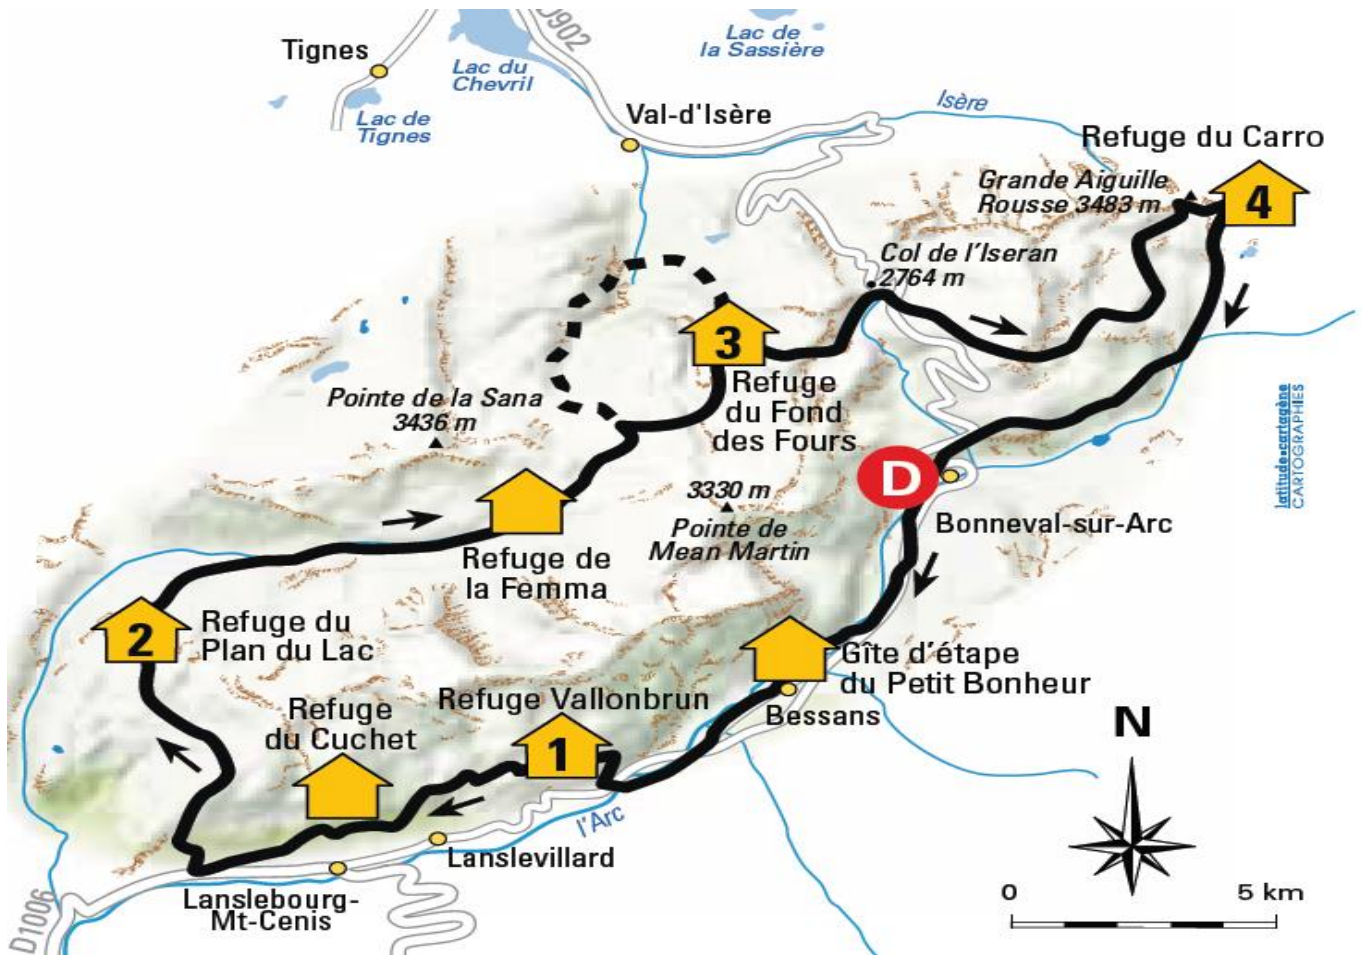 D902
Lac de
la Sassière
Tignes
Lac du
Chevril
Lac de
Tignes
Val-d'Isère
Isère
Refuge du Carro
Grande Aiguille
Rousse 3483 m
4
Col de l'Iseran
2764 m
3
Refuge
du Fond
des Fours
Pointe de la Sana
3436 m
latitude-cartagène
CARTOGRAPHIES
D
3330 m
Pointe de
Mean Martin
Bonneval-sur-Arc
Refuge de
la Femma
2
Refuge du
Plan du Lac
Gîte d'étape
du Petit Bonheur
Refuge Vallonbrun
Refuge
du Cuchet
Bessans
N
1
l'Arc
Lanslevillard
Lanslebourg-
Mt-Cenis
D1006
0 5 km